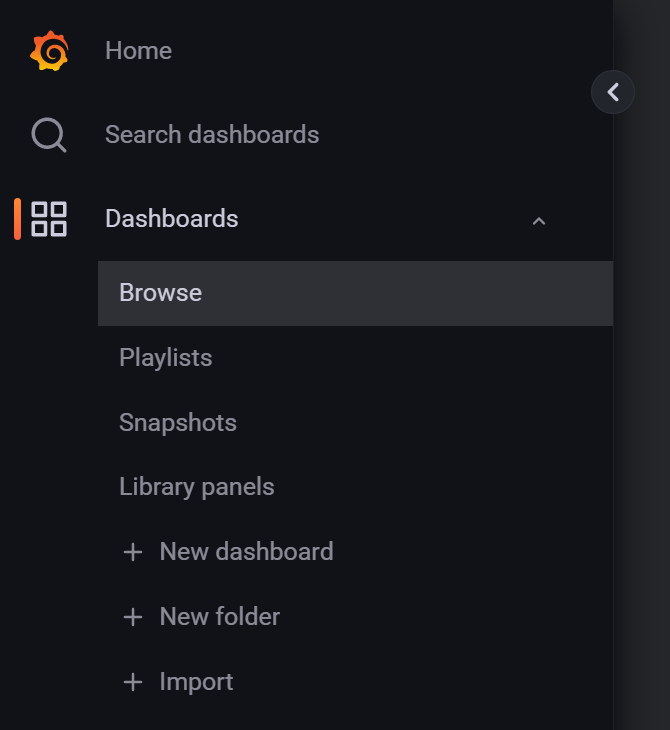 Home
Search dashboards
Dashboards
Browse
Playlists
Snapshots
Library panels
New dashboard
New folder
Import